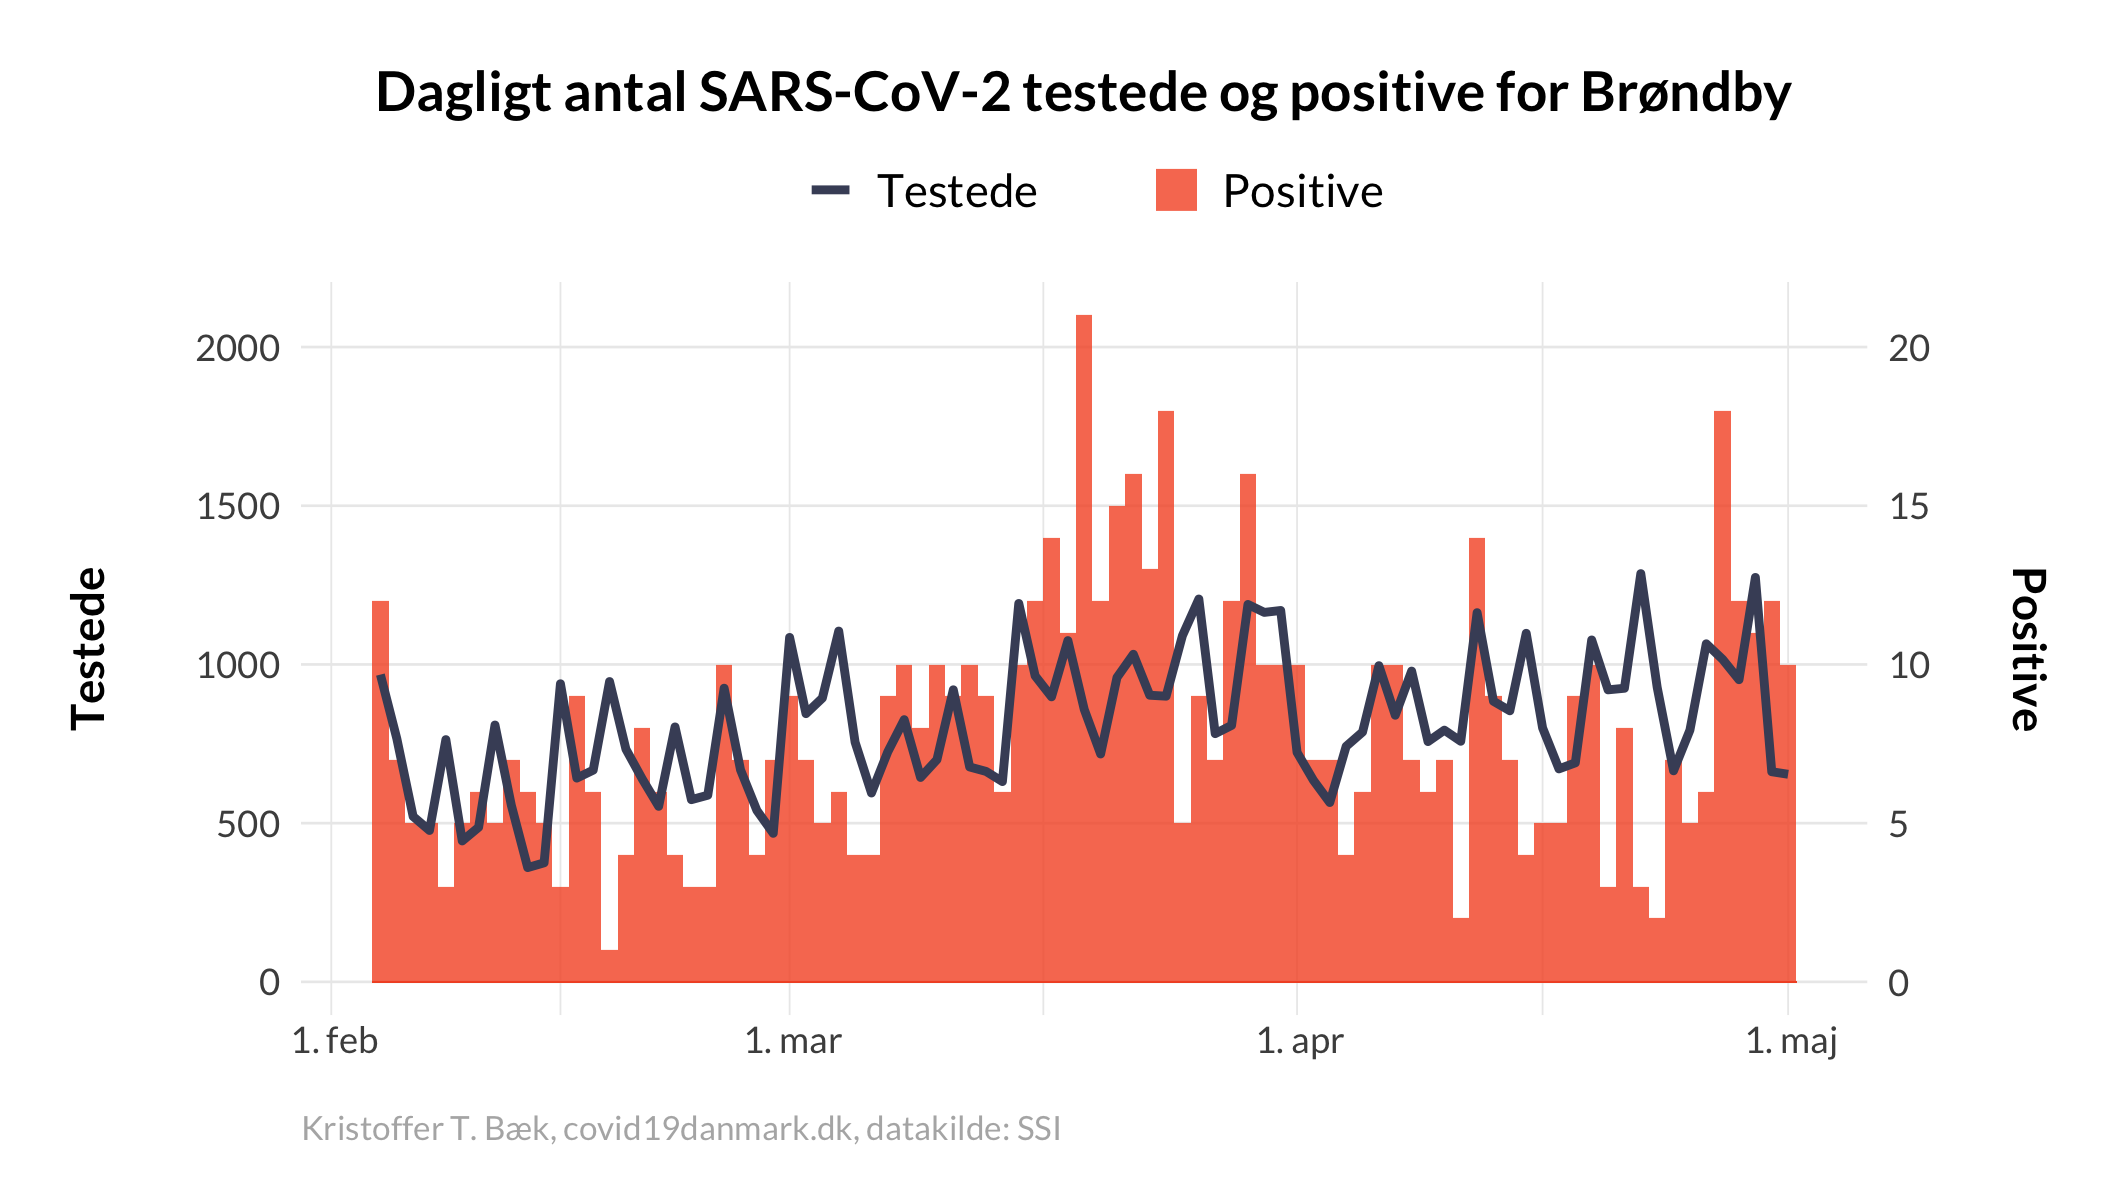 Dagligt antal SARS-CoV-2 testede og positive for Brøndby
Testede
Positive
Testede
2000
1500
1000
500
0
20
15
10
5
0
Positive
1. feb
1. mar
1. apr
1. maj
Kristoffer T. Bæk, covid19danmark.dk, datakilde: SSI